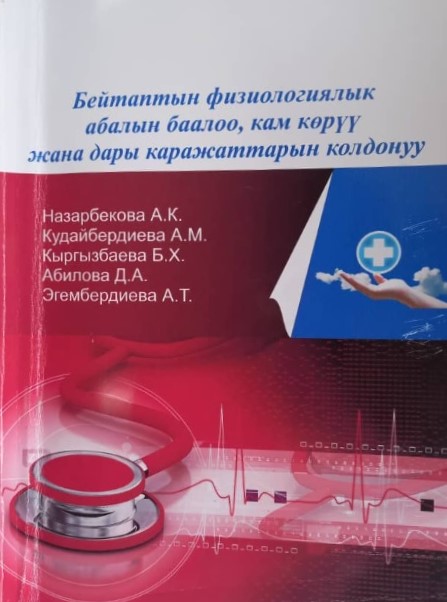 Бейтаптын физиологиялык
абалын баалоо, кам көрүү
жана дары каражаттарын колдонуу
Назарбекова А.К.
Кудайбердиева А.М.
Кыргызбаева Б.Х.
Абилова Д.А.
Эгембердиева А.Т.